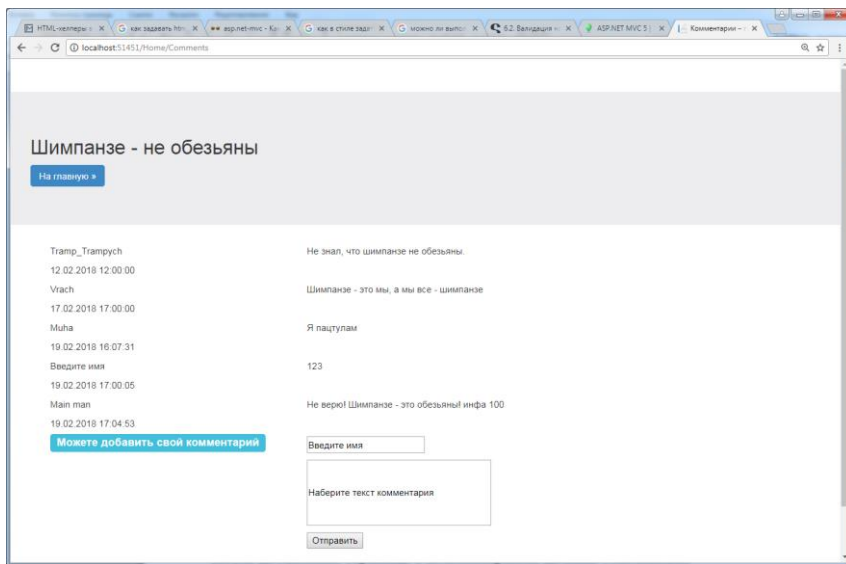 HTML-хелперы
как задавать htm
asp.net-mvc - Ка
как в стиле зада
можно ли выпол
6.2. Валидация
ASP.NET MVC 5 |
Комментарии –
localhost:51451/Home/Comments
Шимпанзе - не обезьяны
На главную »
Tramp_Trampych Не знал, что шимпанзе не обезьяны.
12.02.2018 12:00:00
Vrach Шимпанзе - это мы, а мы все - шимпанзе
17.02.2018 17:00:00
Muha Я пацтулам
19.02.2018 16:07:31
Введите имя 123
19.02.2018 17:00:05
Main man Не верю! Шимпанзе - это обезьяны! инфа 100
19.02.2018 17:04:53
Можете добавить свой комментарий Введите имя
Наберите текст комментария
Отправить